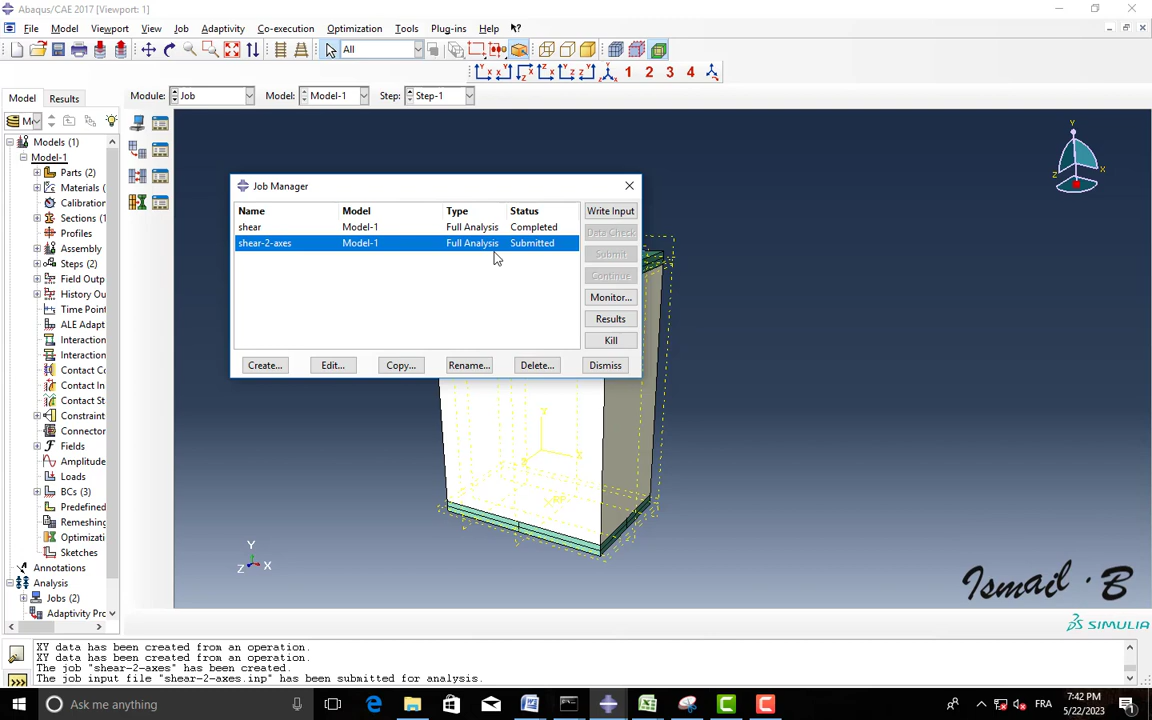 Abaqus/CAE 2017 [Viewport: 1]
File Model Viewport View Job Adaptivity Co-execution Optimization Tools Plug-ins Help
All
1 2 3 4
Model Results Module: Job Model: Model-1 Step: Step-1
Models (1)
Model-1
Parts (2)
Materials (
Calibration
Sections (
Profiles
Assembly
Steps (2)
Field Outp
History Ou
Time Point
ALE Adapt
Interaction
Interaction
Contact Co
Contact In
Contact St
Constraint
Connector
Fields
Amplitude
Loads
BCs (3)
Predefined
Remeshing
Optimizati
Sketches
Annotations
Analysis
Jobs (2)
Adaptivity Pro
Job Manager
Name Model Type Status
shear Model-1 Full Analysis Completed
shear-2-axes Model-1 Full Analysis Submitted
Write Input
Data Check
Submit
Continue
Monitor...
Results
Kill
Create... Edit... Copy... Rename... Delete... Dismiss
Y
X
Z
Y
X
Z
RP
Y
Z X
Ismail · B
SIMULIA
XY data has been created from an operation.
XY data has been created from an operation.
The job "shear-2-axes" has been created.
The job input file "shear-2-axes.inp" has been submitted for analysis.
Ask me anything
FRA
7:42 PM
5/22/2023